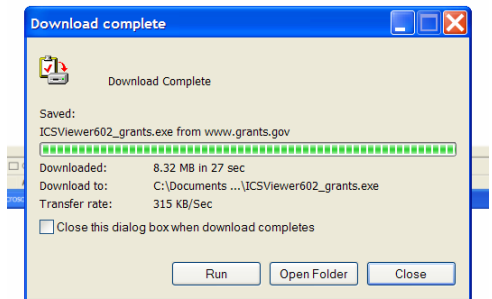 Download complete
Download Complete
Saved:
ICSViewer602_grants.exe from www.grants.gov
Downloaded: 8.32 MB in 27 sec
Download to: C:\Documents ...\ICSViewer602_grants.exe
Transfer rate: 315 KB/Sec
Close this dialog box when download completes
Run Open Folder Close